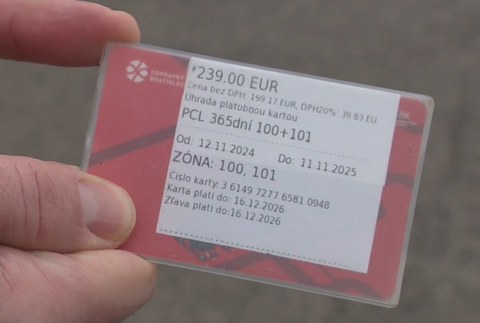 DOPRAVNÝ
BRATISLAV
*239.00 EUR
Cena bez DPH: 199.17 EUR, DPH20%: 39.83 EU
Úhrada platobnou kartou
PCL 365dní 100+101
Od: 12.11.2024 Do: 11.11.2025
ZÓNA: 100, 101
Číslo karty: 3 6149 7277 6581 0948
Karta platí do: 16.12.2026
Zľava platí do:16.12.2026